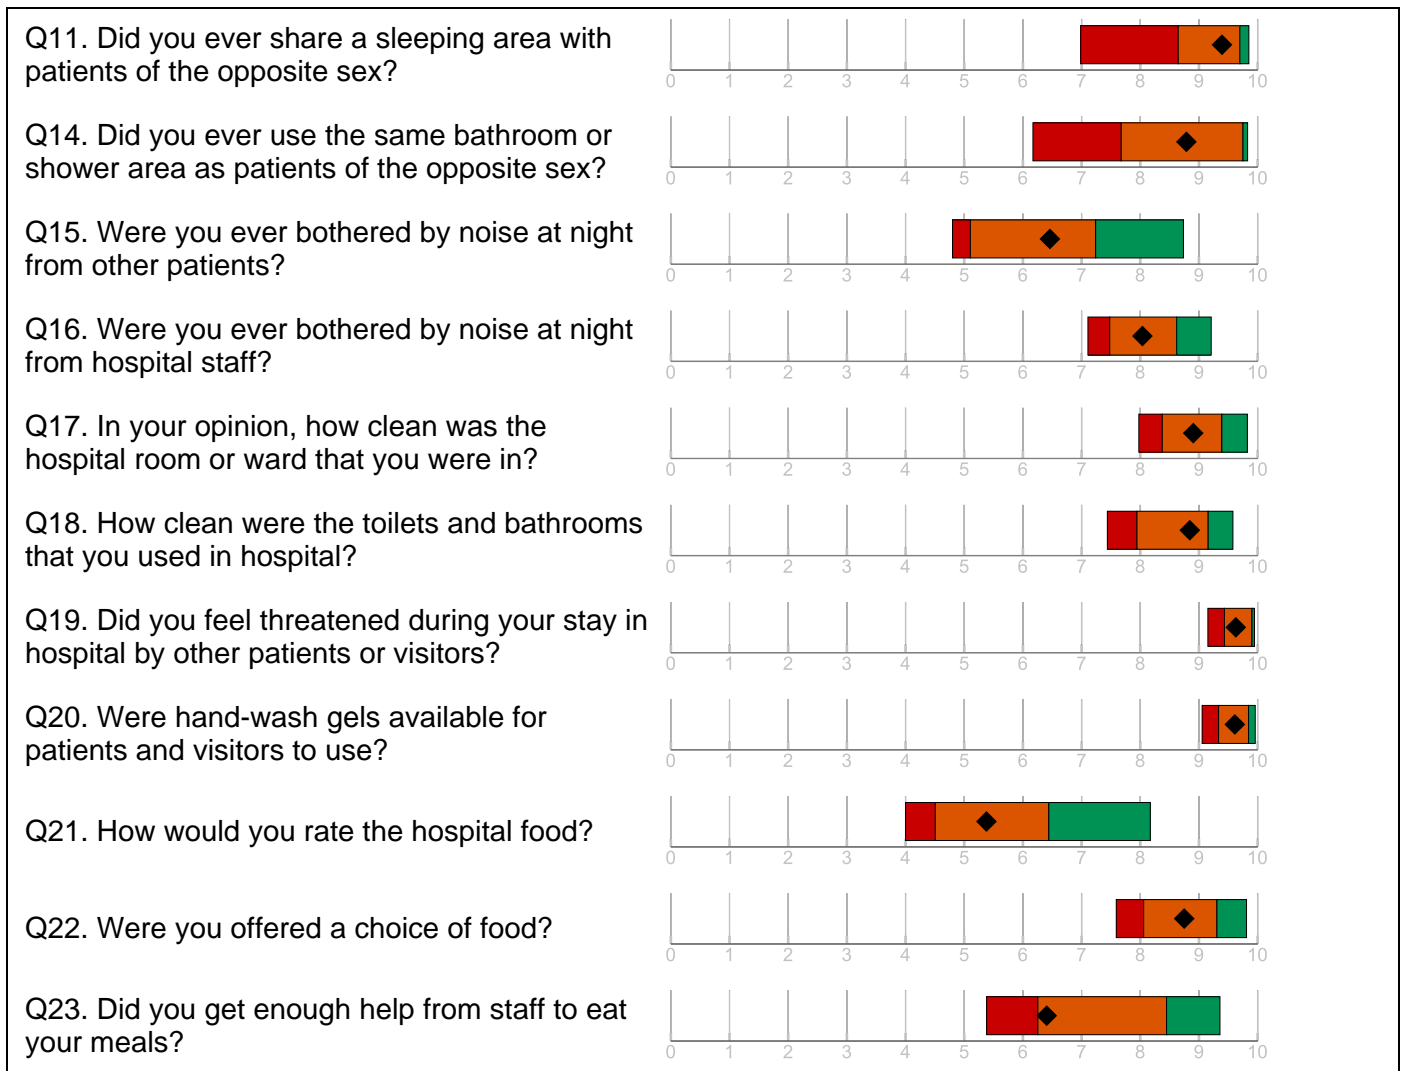 Q11. Did you ever share a sleeping area with
patients of the opposite sex?
0 1 2 3 4 5 6 7 8 9 10
Q14. Did you ever use the same bathroom or
shower area as patients of the opposite sex?
0 1 2 3 4 5 6 7 8 9 10
Q15. Were you ever bothered by noise at night
from other patients?
0 1 2 3 4 5 6 7 8 9 10
Q16. Were you ever bothered by noise at night
from hospital staff?
0 1 2 3 4 5 6 7 8 9 10
Q17. In your opinion, how clean was the
hospital room or ward that you were in?
0 1 2 3 4 5 6 7 8 9 10
Q18. How clean were the toilets and bathrooms
that you used in hospital?
0 1 2 3 4 5 6 7 8 9 10
Q19. Did you feel threatened during your stay in
hospital by other patients or visitors?
0 1 2 3 4 5 6 7 8 9 10
Q20. Were hand-wash gels available for
patients and visitors to use?
0 1 2 3 4 5 6 7 8 9 10
Q21. How would you rate the hospital food?
0 1 2 3 4 5 6 7 8 9 10
Q22. Were you offered a choice of food?
0 1 2 3 4 5 6 7 8 9 10
Q23. Did you get enough help from staff to eat
your meals?
0 1 2 3 4 5 6 7 8 9 10